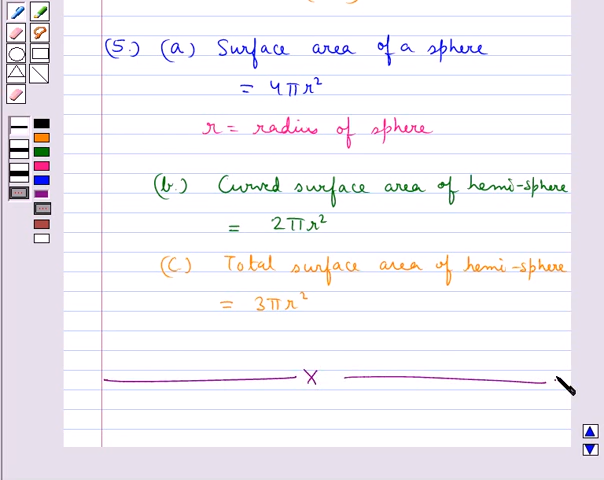 (5.) (a) Surface area of a sphere
= 4πr²
r = radius of sphere
(b.) Curved surface area of hemi-sphere
= 2πr²
(C.) Total surface area of hemi-sphere
= 3πr²
X